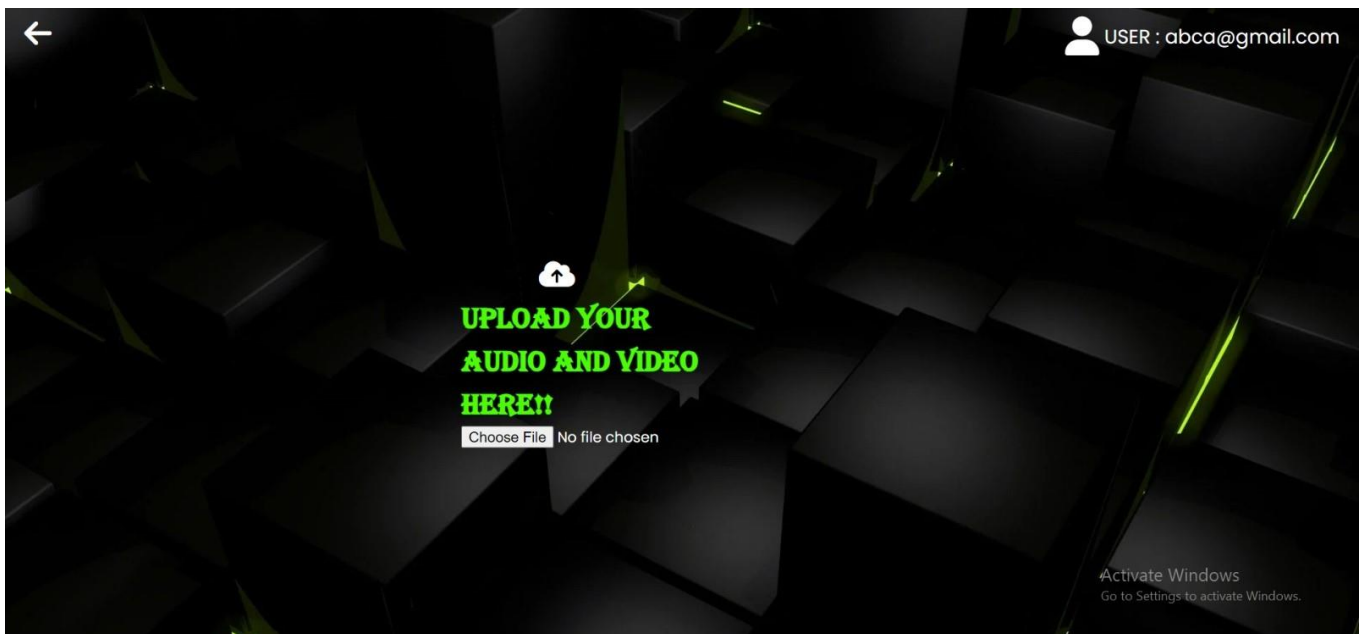 USER : abca@gmail.com
UPLOAD YOUR
AUDIO AND VIDEO
HERE!!
Choose File No file chosen
Activate Windows
Go to Settings to activate Windows.